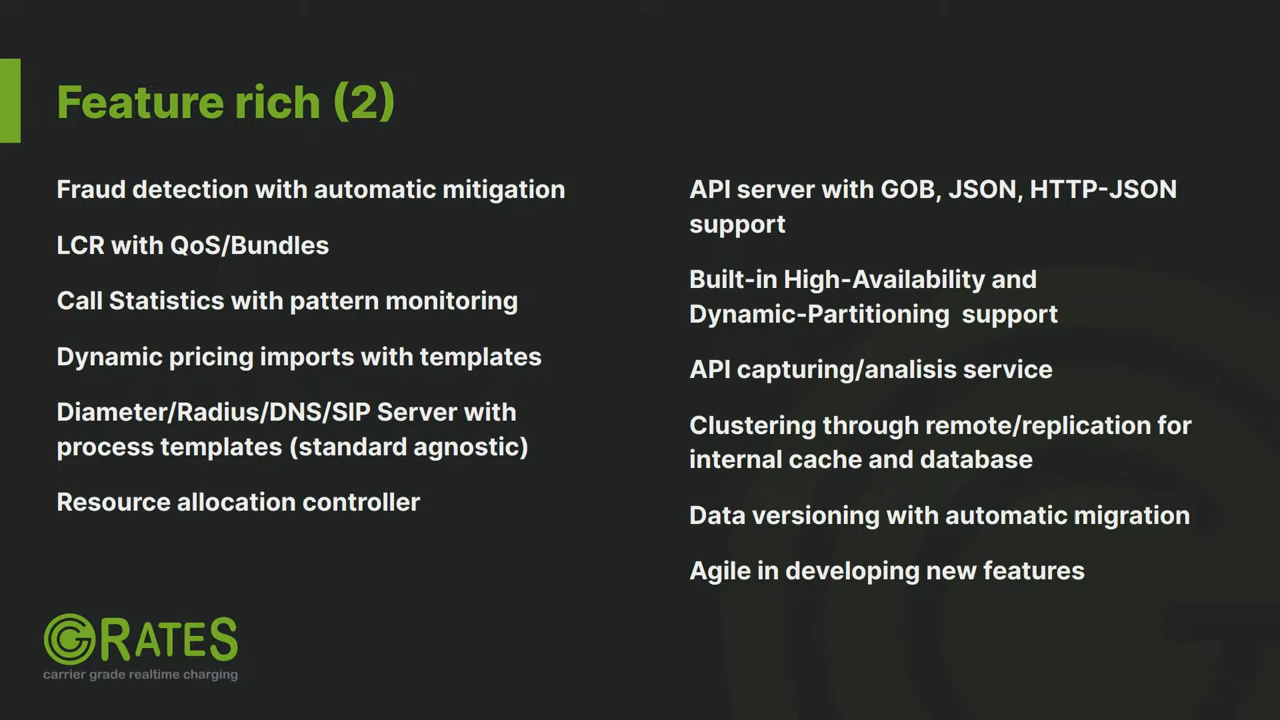 Feature rich (2)
Fraud detection with automatic mitigation
LCR with QoS/Bundles
Call Statistics with pattern monitoring
Dynamic pricing imports with templates
Diameter/Radius/DNS/SIP Server with
process templates (standard agnostic)
Resource allocation controller
API server with GOB, JSON, HTTP-JSON
support
Built-in High-Availability and
Dynamic-Partitioning  support
API capturing/analisis service
Clustering through remote/replication for
internal cache and database
Data versioning with automatic migration
Agile in developing new features
CGRATES
carrier grade realtime charging